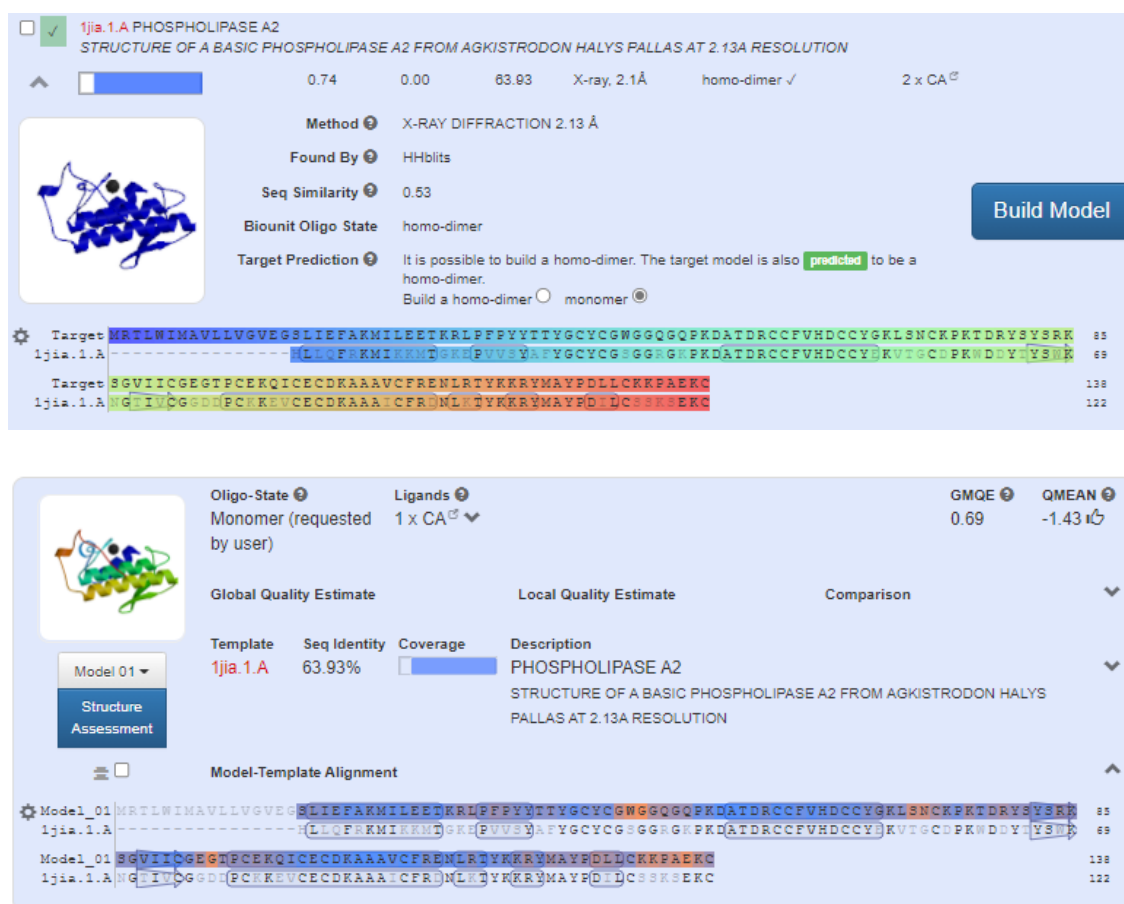 1jia.1.A PHOSPHOLIPASE A2
STRUCTURE OF A BASIC PHOSPHOLIPASE A2 FROM AGKISTRODON HALYS PALLAS AT 2.13A RESOLUTION
0.74 0.00 63.93 X-ray, 2.1Å homo-dimer ✓ 2 x CA
Method X-RAY DIFFRACTION 2.13 Å
Found By HHblits
Seq Similarity 0.53
Biounit Oligo State homo-dimer
Target Prediction It is possible to build a homo-dimer. The target model is also predicted to be a
homo-dimer.
Build a homo-dimer monomer
Build Model
Target MRTLWIMAVLLVGVEGSLIEFAKMILEETKRLPFPYYTTYGCYCGWGGQGQPKDATDRCCFVHDCCYGKLSNCKPKTDRYSYSRK 85
1jia.1.A ----------------HLLQFRKMIKKMTGKEPVVSYAFYGCYCGSGGRGKPKDATDRCCFVHDCCYEKVTGCDPKWDDYTYSWK 69
Target SGVIICGEGTPCEKQICECDKAAAVCFRENLRTYKKRYMAYPDLLCKKPAEKC 138
1jia.1.A NGTIVCGGDDPCKKEVCECDKAAAICFRDNLKTYKKRYMAYPDILCSSKSEKC 122
Oligo-State Ligands GMQE QMEAN
Monomer (requested 1 x CA 0.69 -1.43
by user)
Global Quality Estimate Local Quality Estimate Comparison
Template Seq Identity Coverage Description
1jia.1.A 63.93% PHOSPHOLIPASE A2
STRUCTURE OF A BASIC PHOSPHOLIPASE A2 FROM AGKISTRODON HALYS
PALLAS AT 2.13A RESOLUTION
Model 01
Structure
Assessment
Model-Template Alignment
Model_01 MRTLWIMAVLLVGVEGSLIEFAKMILEETKRLPFPYYTTYGCYCGWGGQGQPKDATDRCCFVHDCCYGKLSNCKPKTDRYSYSRK 85
1jia.1.A ----------------HLLQFRKMIKKMTGKEPVVSYAFYGCYCGSGGRGKPKDATDRCCFVHDCCYEKVTGCDPKWDDYTYSWK 69
Model_01 SGVIICGEGTPCEKQICECDKAAAVCFRENLRTYKKRYMAYPDLLCKKPAEKC 138
1jia.1.A NGTIVCGGDDPCKKEVCECDKAAAICFRDNLKTYKKRYMAYPDILCSSKSEKC 122